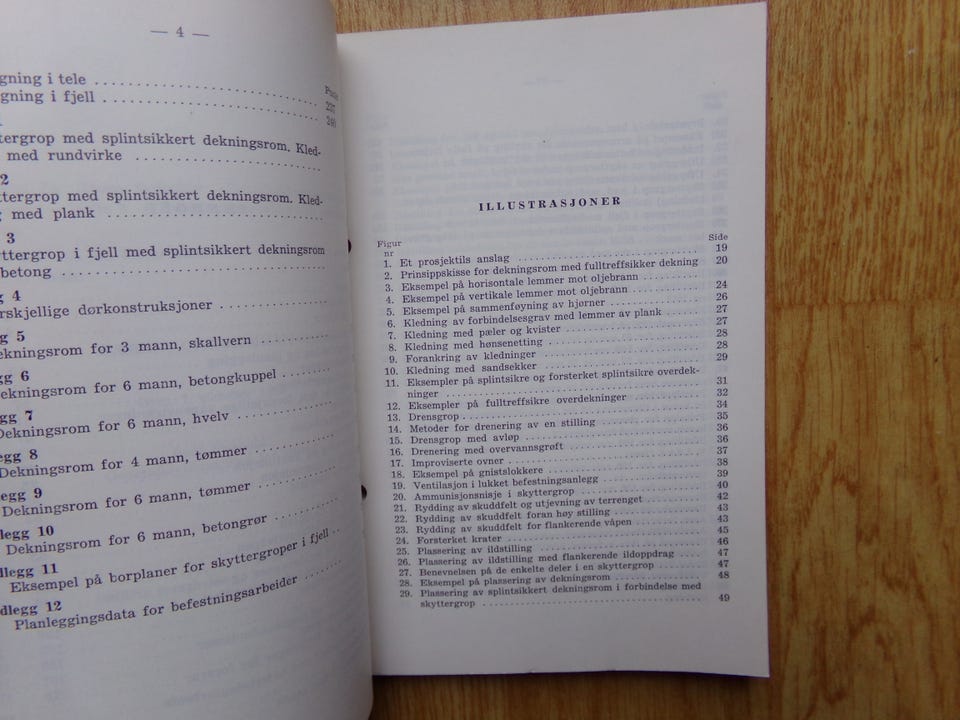 — 4 —
gning i tele ....................
Punkt
237
gning i fjell ....................
240
tergrop med splintsikkert dekningsrom. Kled-
med rundvirke ....................
2
ttergrop med splintsikkert dekningsrom. Kled-
g med plank ....................
3
yttergrop i fjell med splintsikkert dekningsrom
betong ....................
g 4
rskjellige dørkonstruksjoner ....................
gg 5
ekningsrom for 3 mann, skallvern ....................
gg 6
ekningsrom for 6 mann, betongkuppel ....................
gg 7
Dekningsrom for 6 mann, hvelv ....................
egg 8
Dekningsrom for 4 mann, tømmer ....................
legg 9
Dekningsrom for 6 mann, tømmer ....................
legg 10
Dekningsrom for 6 mann, betongrør ....................
dlegg 11
Eksempel på borplaner for skyttergroper i fjell ..
dlegg 12
Planleggingsdata for befestningsarbeider ..........
ILLUSTRASJONER
Figur Side
nr
1. Et prosjektils anslag .................... 19
2. Prinsippskisse for dekningsrom med fulltreffsikker dekning 20
3. Eksempel på horisontale lemmer mot oljebrann ..........
4. Eksempel på vertikale lemmer mot oljebrann .......... 24
5. Eksempel på sammenføyning av hjørner .......... 26
6. Kledning av forbindelsesgrav med lemmer av plank .......... 27
7. Kledning med pæler og kvister .......... 27
8. Kledning med hønsenetting .......... 28
9. Forankring av kledninger .......... 28
10. Kledning med sandsekker .......... 29
11. Eksempler på splintsikre og forsterket splintsikre overdek-
ninger .......... 31
12. Eksempler på fulltreffsikre overdekninger .......... 32
13. Drensgrop .......... 34
14. Metoder for drenering av en stilling .......... 35
15. Drensgrop med avløp .......... 36
16. Drenering med overvannsgrøft .......... 36
17. Improviserte ovner .......... 37
18. Eksempel på gnistslokkere .......... 38
19. Ventilasjon i lukket befestningsanlegg .......... 39
20. Ammunisjonsnisje i skyttergrop .......... 40
21. Rydding av skuddfelt og utjevning av terrenget .......... 42
22. Rydding av skuddfelt foran høy stilling .......... 43
23. Rydding av skuddfelt for flankerende våpen .......... 43
24. Forsterket krater .......... 45
25. Plassering av ildstilling .......... 46
26. Plassering av ildstilling med flankerende ildoppdrag .......... 47
27. Benevnelsen på de enkelte deler i en skyttergrop .......... 47
28. Eksempel på plassering av dekningsrom .......... 48
29. Plassering av splintsikkert dekningsrom i forbindelse med
skyttergrop .......... 49